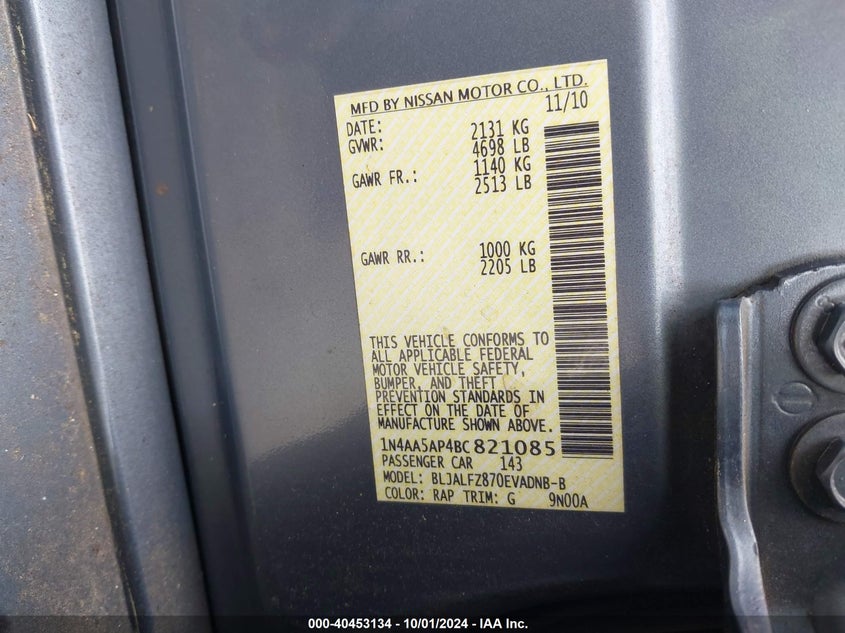 MFD BY NISSAN MOTOR CO., LTD.
DATE: 11/10
GVWR: 2131 KG
4698 LB
GAWR FR.: 1140 KG
2513 LB
GAWR RR.: 1000 KG
2205 LB
THIS VEHICLE CONFORMS TO
ALL APPLICABLE FEDERAL
MOTOR VEHICLE SAFETY,
BUMPER, AND THEFT
PREVENTION STANDARDS IN
EFFECT ON THE DATE OF
MANUFACTURE SHOWN ABOVE.
1N4AA5AP4BC821085
PASSENGER CAR 143
MODEL: BLJALFZ870EVADNB-B
COLOR: RAP TRIM: G 9N00A
000-40453134 - 10/01/2024 - IAA Inc.